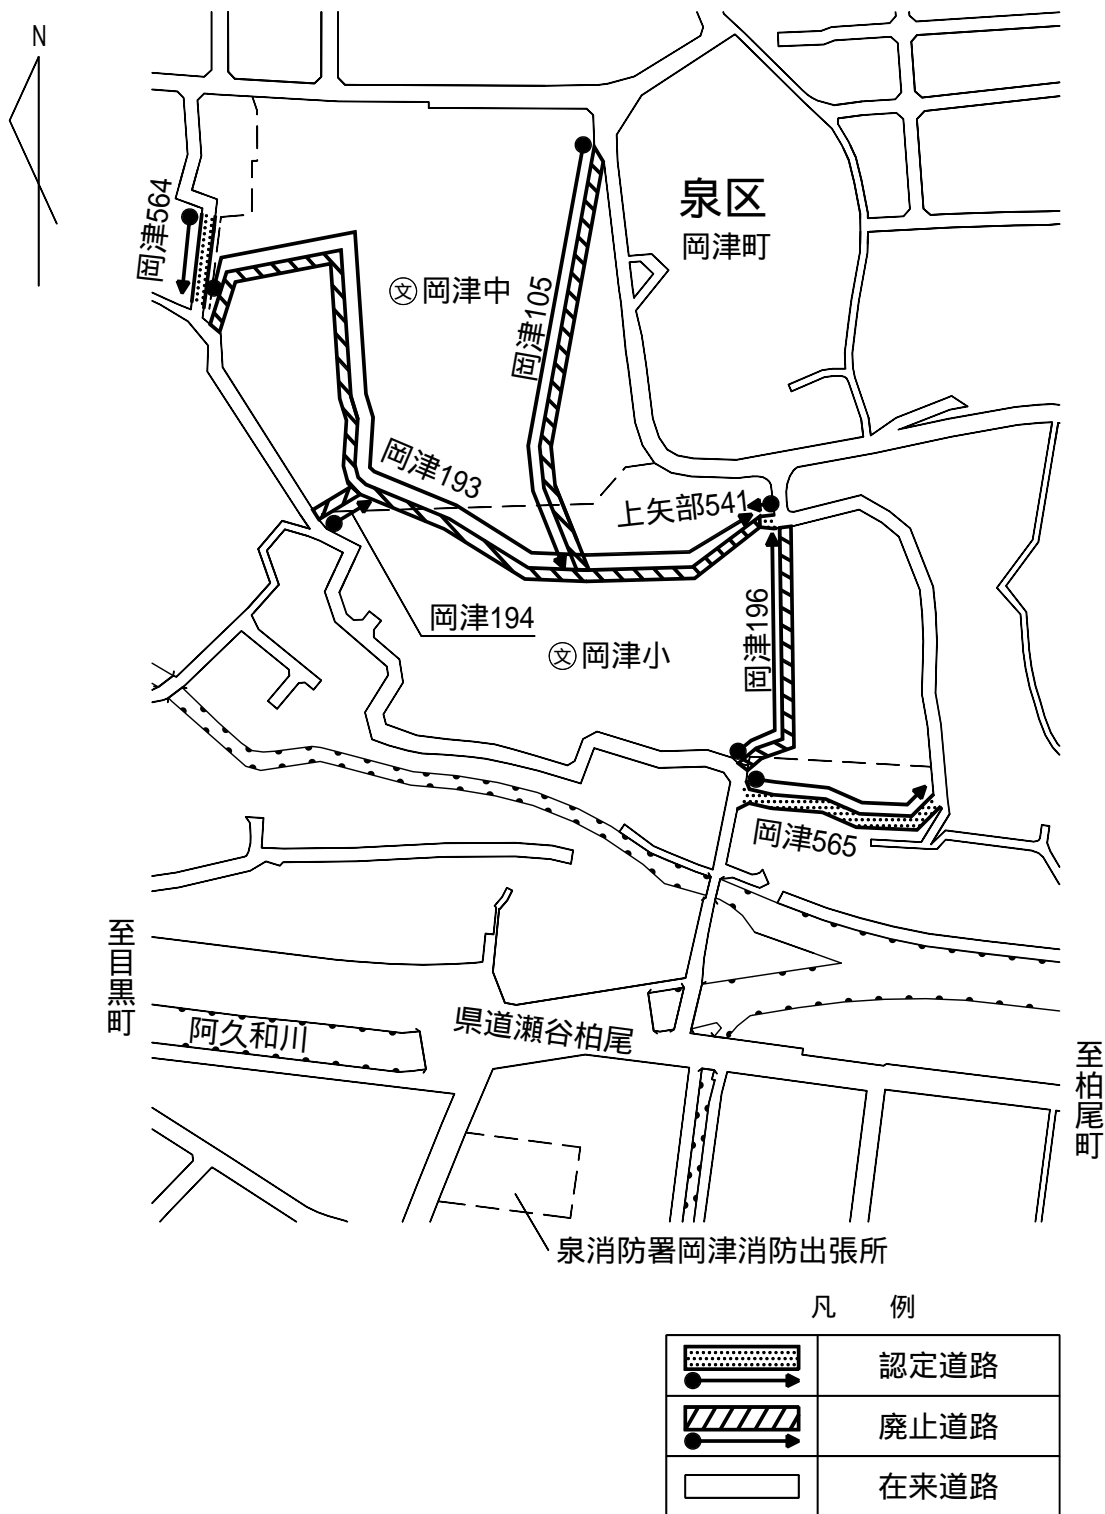 N
泉区
岡津町
岡津564
文岡津中
岡津105
岡津193
上矢部541
岡津194
文岡津小
岡津196
岡津565
至目黒町
阿久和川
県道瀬谷柏尾
至柏尾町
泉消防署岡津消防出張所
凡 例
認定道路
廃止道路
在来道路